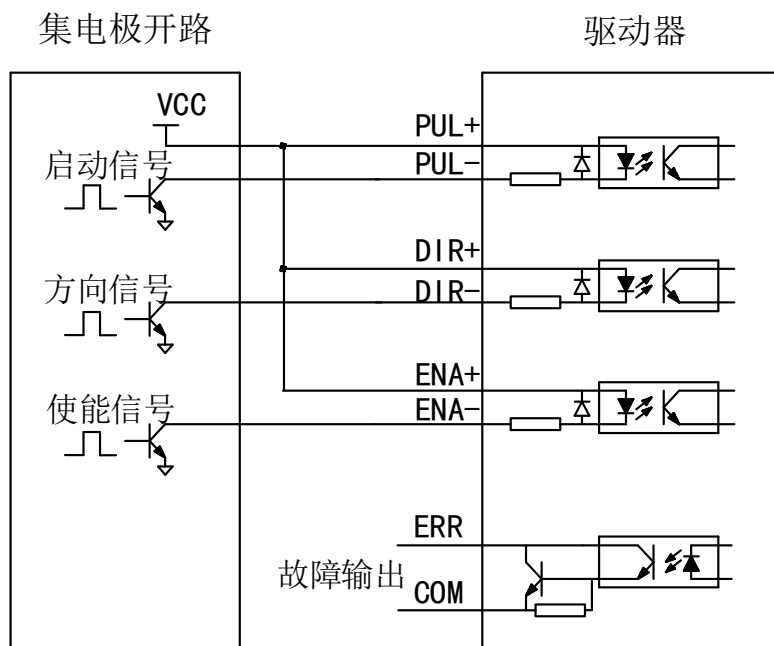 集电极开路
驱动器
VCC
PUL+
启动信号
PUL-
DIR+
方向信号
DIR-
ENA+
使能信号
ENA-
ERR
故障输出
COM